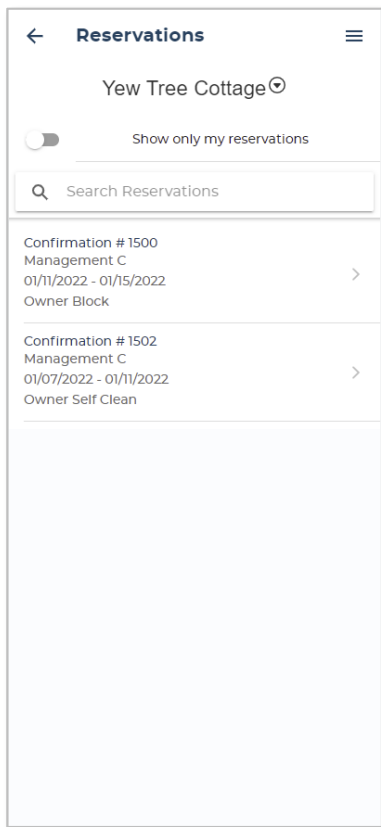 Reservations
Yew Tree Cottage
Show only my reservations
Search Reservations
Confirmation # 1500
Management C
01/11/2022 - 01/15/2022
Owner Block
Confirmation # 1502
Management C
01/07/2022 - 01/11/2022
Owner Self Clean